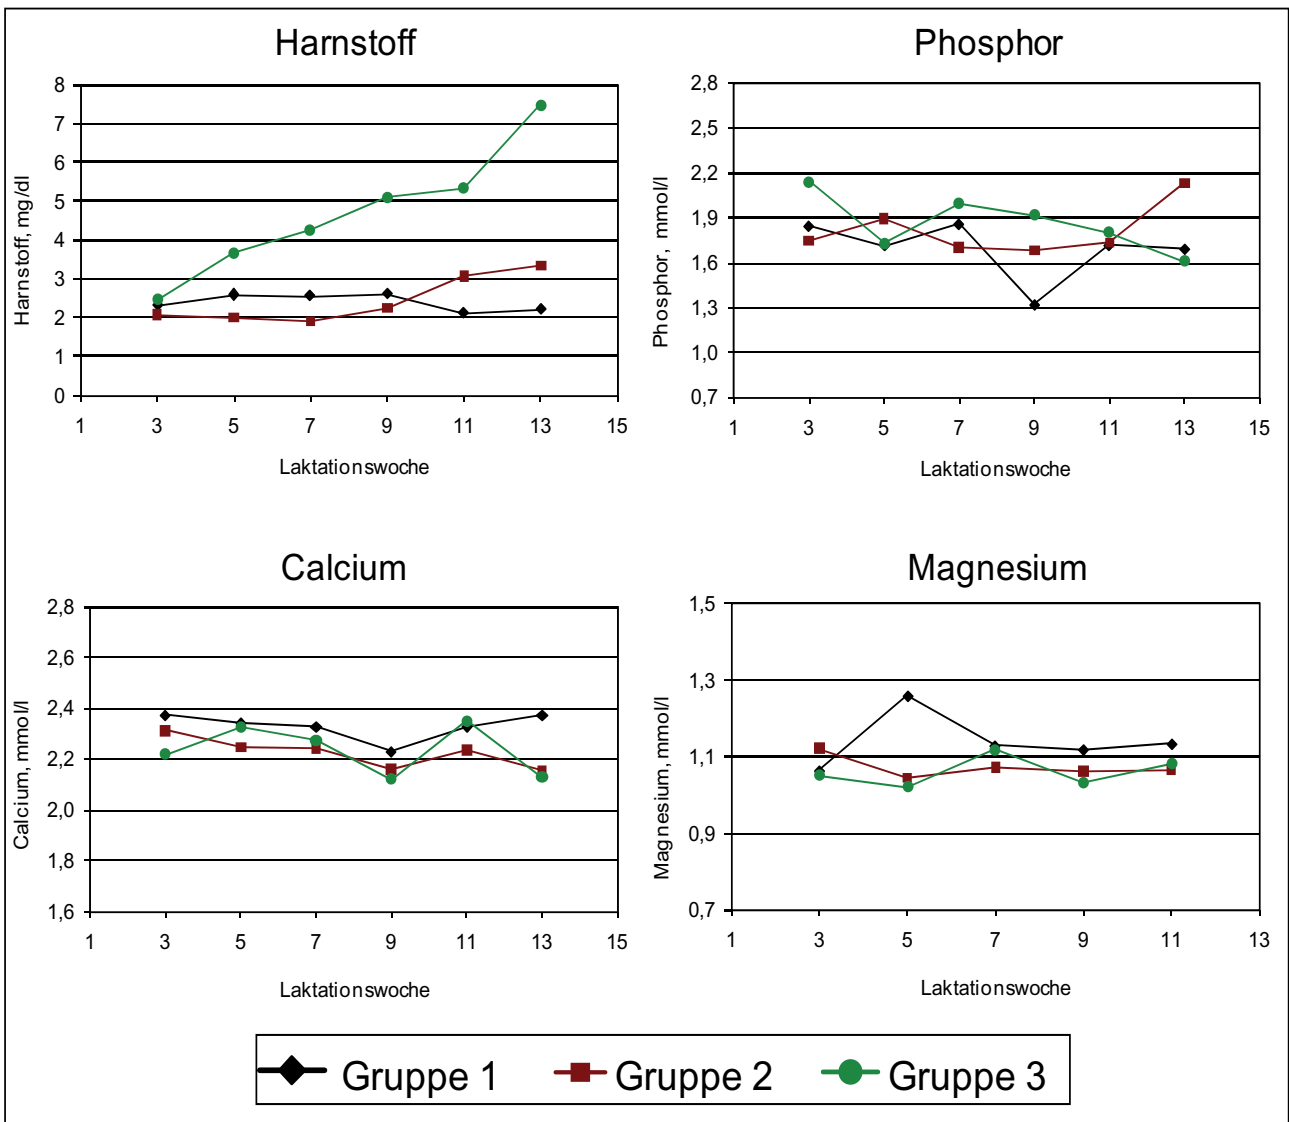 Harnstoff
8
7
6
5
4
3
2
1
0
Harnstoff, mg/dl
1 3 5 7 9 11 13 15
Laktationswoche
Phosphor
2,8
2,5
2,2
1,9
1,6
1,3
1,0
0,7
Phosphor, mmol/l
1 3 5 7 9 11 13 15
Laktationswoche
Calcium
2,8
2,6
2,4
2,2
2,0
1,8
1,6
Calcium, mmol/l
1 3 5 7 9 11 13 15
Laktationswoche
Magnesium
1,5
1,3
1,1
0,9
0,7
Magnesium, mmol/l
1 3 5 7 9 11 13
Laktationswoche
Gruppe 1 Gruppe 2 Gruppe 3